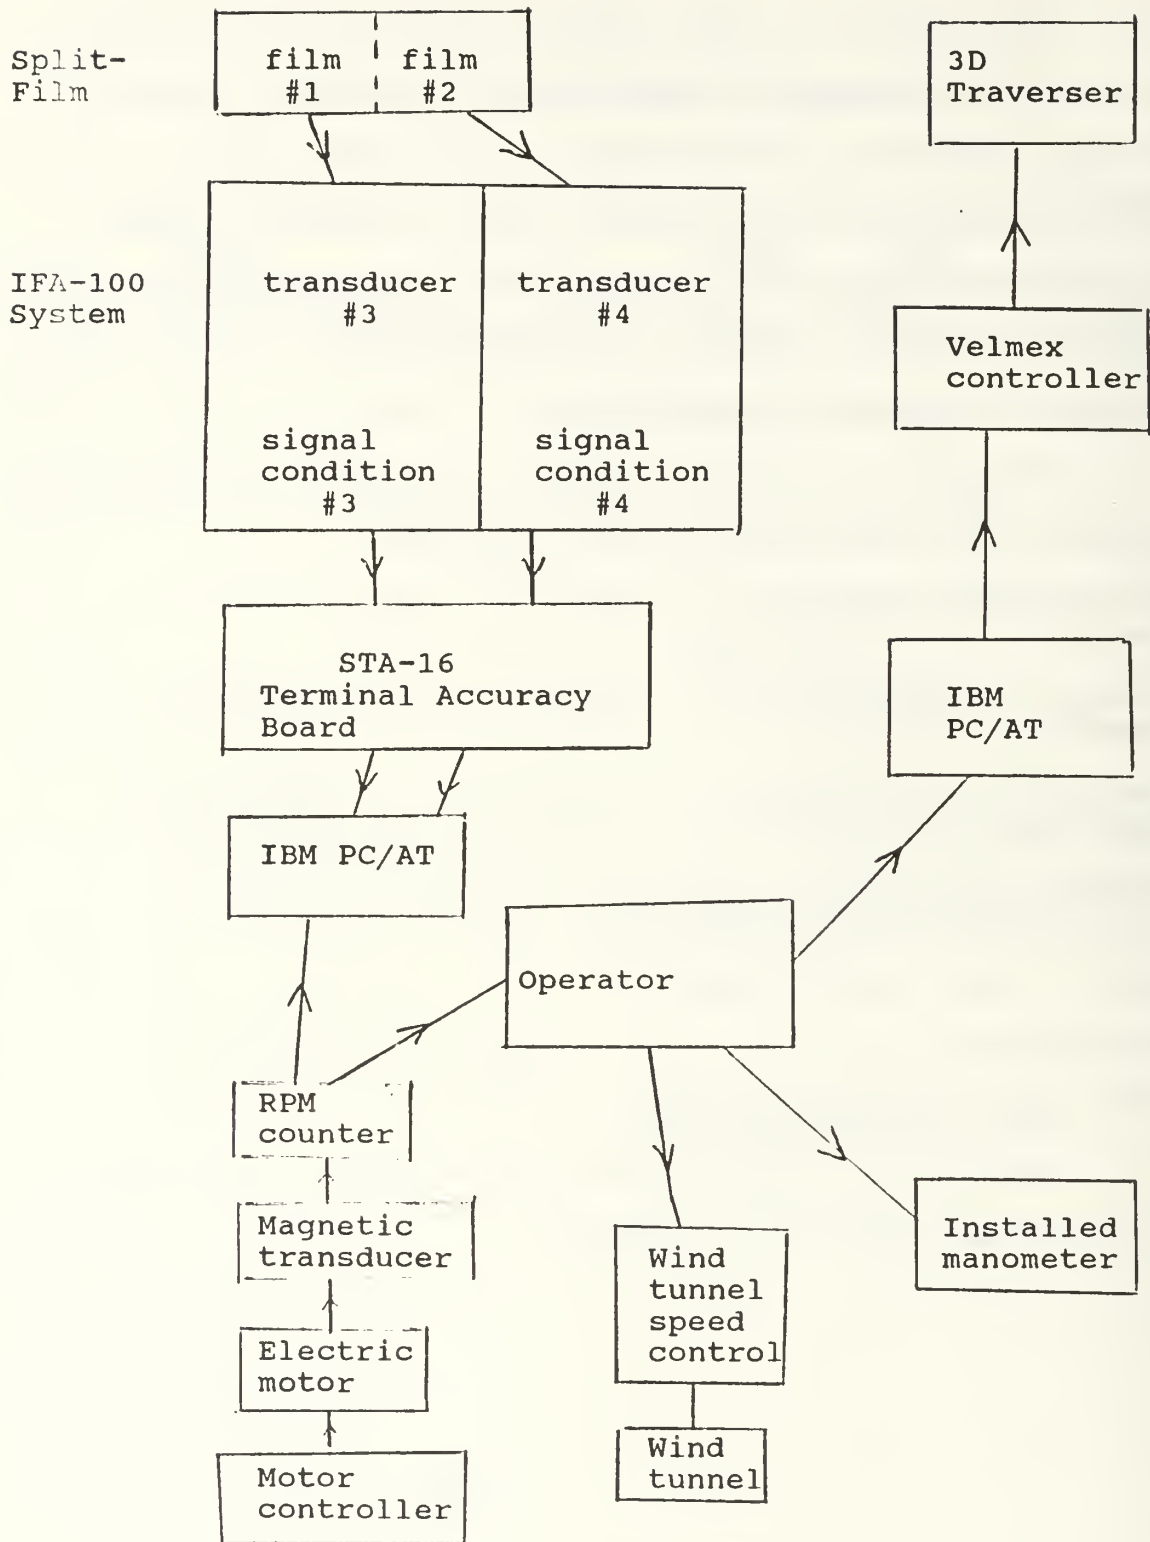 Split-
Film
film
#1
film
#2
3D
Traverser
IFA-100
System
transducer
#3
transducer
#4
signal
condition
#3
signal
condition
#4
Velmex
controller
STA-16
Terminal Accuracy
Board
IBM
PC/AT
IBM PC/AT
Operator
RPM
counter
Magnetic
transducer
Electric
motor
Motor
controller
Wind
tunnel
speed
control
Wind
tunnel
Installed
manometer